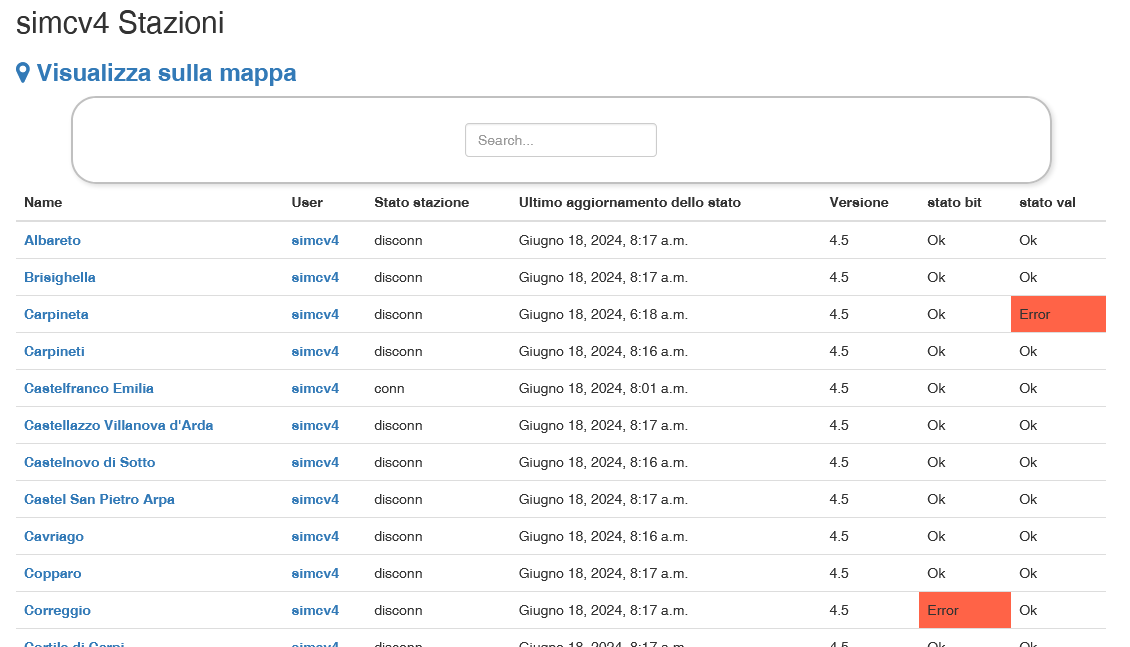 simcv4 Stazioni
Visualizza sulla mappa
Search...
Name User Stato stazione Ultimo aggiornamento dello stato Versione stato bit stato val
Albareto simcv4 disconn Giugno 18, 2024, 8:17 a.m. 4.5 Ok Ok
Brisighella simcv4 disconn Giugno 18, 2024, 8:17 a.m. 4.5 Ok Ok
Carpineta simcv4 disconn Giugno 18, 2024, 6:18 a.m. 4.5 Ok Error
Carpineti simcv4 disconn Giugno 18, 2024, 8:16 a.m. 4.5 Ok Ok
Castelfranco Emilia simcv4 conn Giugno 18, 2024, 8:01 a.m. 4.5 Ok Ok
Castellazzo Villanova d'Arda simcv4 disconn Giugno 18, 2024, 8:17 a.m. 4.5 Ok Ok
Castelnovo di Sotto simcv4 disconn Giugno 18, 2024, 8:16 a.m. 4.5 Ok Ok
Castel San Pietro Arpa simcv4 disconn Giugno 18, 2024, 8:17 a.m. 4.5 Ok Ok
Cavriago simcv4 disconn Giugno 18, 2024, 8:16 a.m. 4.5 Ok Ok
Copparo simcv4 disconn Giugno 18, 2024, 8:17 a.m. 4.5 Ok Ok
Correggio simcv4 disconn Giugno 18, 2024, 8:17 a.m. 4.5 Error Ok
Cortile di Carpi simcv4 disconn Giugno 18, 2024, 8:17 a.m. 4.5 Ok Ok